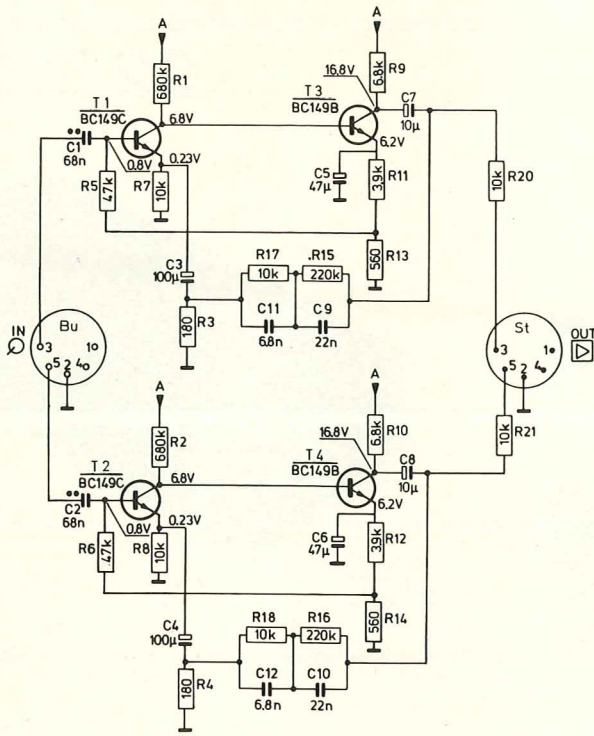 A
680k
R1
A
6.8k
R9
16,8V
T1
BC149C
6.8V
T3
BC149B
C7
10µ
C1
68n
0.8V
0.23V
R5
47k
R7
10k
C5
47µ
6.2V
3,9k
R11
10k
R20
C3
100µ
R17
10k
.R15
220k
560
R13
180
R3
C11
6.8n
C9
22n
IN
Bu
3
1
5
2
4
St
3
1
5
2
4
OUT
A
680k
R2
A
6.8k
R10
16,8V
10k
R21
T2
BC149C
6.8V
T4
BC149B
C8
10µ
C2
68n
0.8V
0.23V
R6
.47k
R8
10k
C6
47µ
6,2V
3,9k
R12
C4
100µ
R18
10k
R16
220k
560
R14
180
R4
C12
6.8n
C10
22n